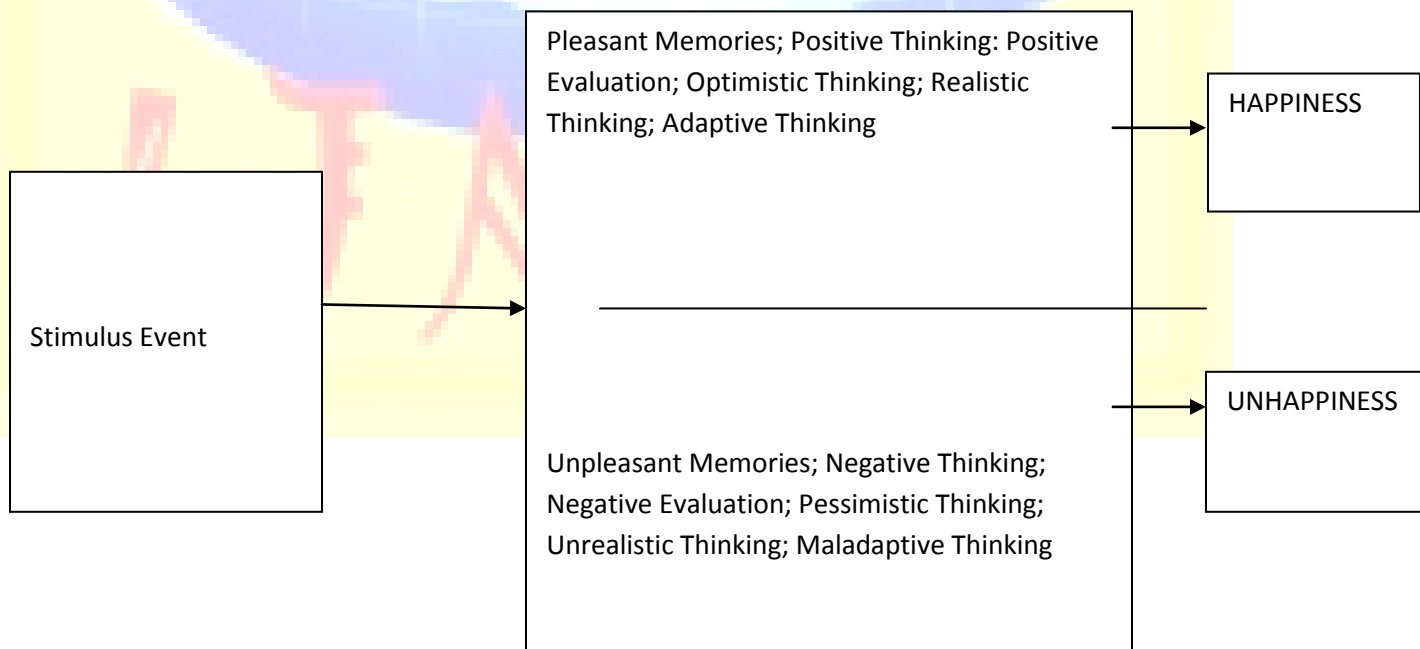 Pleasant Memories; Positive Thinking: Positive
Evaluation; Optimistic Thinking; Realistic
Thinking; Adaptive Thinking
HAPPINESS
Stimulus Event
UNHAPPINESS
Unpleasant Memories; Negative Thinking;
Negative Evaluation; Pessimistic Thinking;
Unrealistic Thinking; Maladaptive Thinking